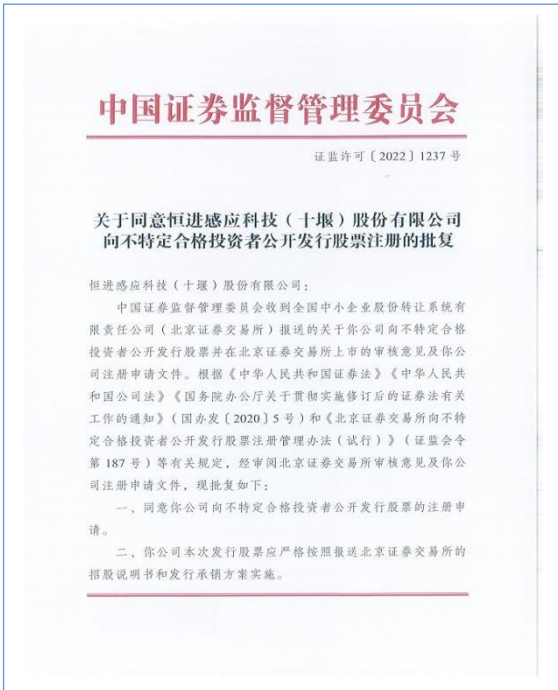 中国证券监督管理委员会
证监许可〔2022〕1237 号
关于同意恒进感应科技（十堰）股份有限公司
向不特定合格投资者公开发行股票注册的批复
恒进感应科技（十堰）股份有限公司：
中国证券监督管理委员会收到全国中小企业股份转让系统有
限责任公司（北京证券交易所）报送的关于你公司向不特定合格
投资者公开发行股票并在北京证券交易所上市的审核意见及你公
司注册申请文件。根据《中华人民共和国证券法》《中华人民共
和国公司法》《国务院办公厅关于贯彻实施修订后的证券法有关
工作的通知》（国办发〔2020〕5 号）和《北京证券交易所向不特
定合格投资者公开发行股票注册管理办法（试行）》（证监会令
第 187 号）等有关规定，经审阅北京证券交易所审核意见及你公
司注册申请文件，现批复如下：
一、同意你公司向不特定合格投资者公开发行股票的注册申
请。
二、你公司本次发行股票应严格按照报送北京证券交易所的
招股说明书和发行承销方案实施。